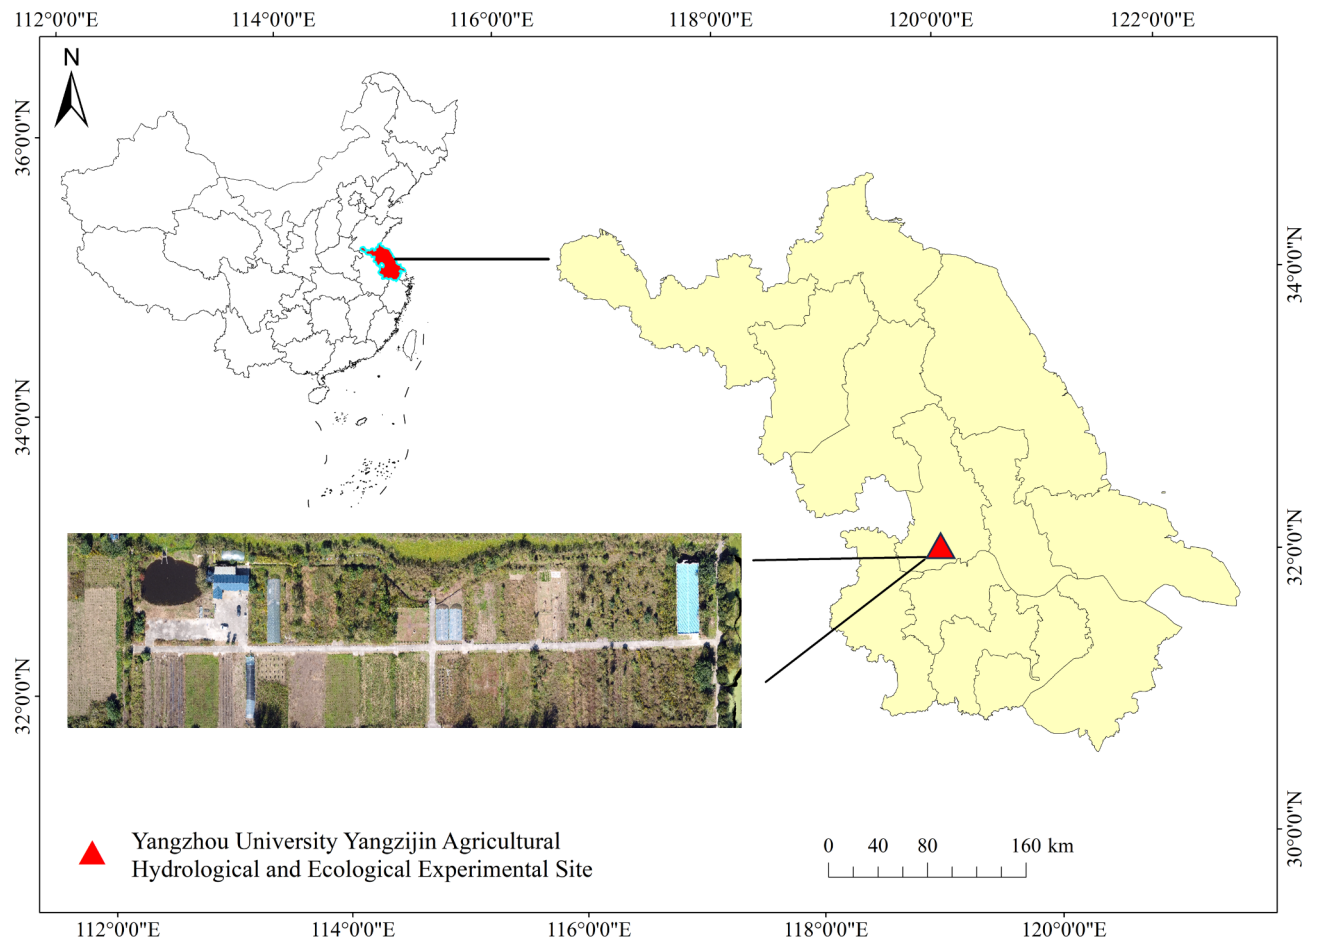 112°0'0"E
114°0'0"E
116°0'0"E
118°0'0"E
120°0'0"E
122°0'0"E
N
36°0'0"N
34°0'0"N
32°0'0"N
34°0'0"N
32°0'0"N
30°0'0"N
Yangzhou University Yangzijin Agricultural
Hydrological and Ecological Experimental Site
0 40 80 160 km
112°0'0"E
114°0'0"E
116°0'0"E
118°0'0"E
120°0'0"E